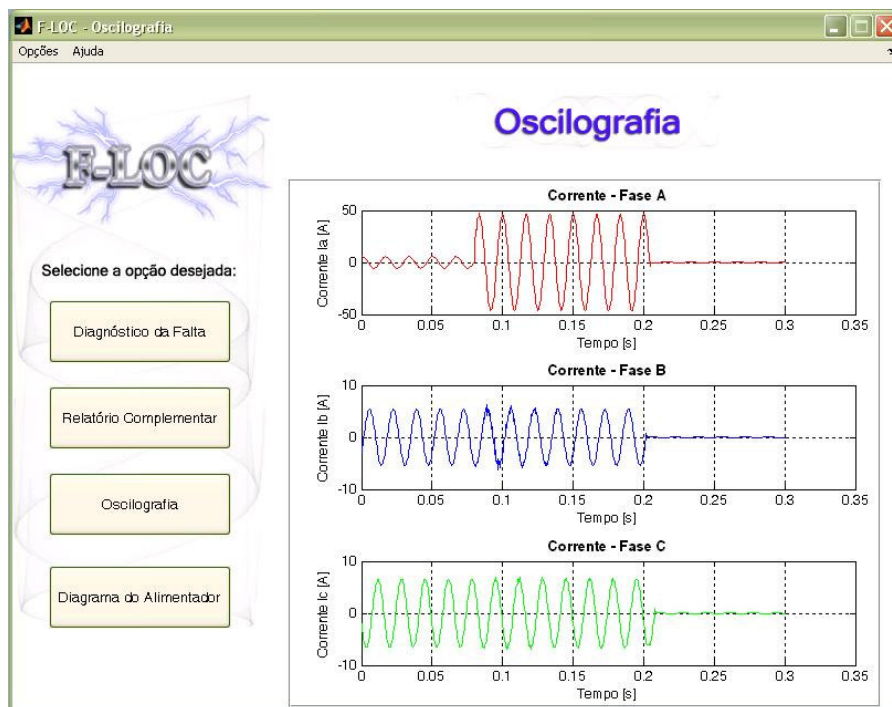 F-LOC - Oscilografia
Opções Ajuda
F-LOC
Oscilografia
Selecione a opção desejada:
Diagnóstico da Falta
Relatório Complementar
Oscilografia
Diagrama do Alimentador
Corrente - Fase A
Corrente Ia [A]
50
0
-50
0 0.05 0.1 0.15 0.2 0.25 0.3 0.35
Tempo [s]
Corrente - Fase B
Corrente Ib [A]
10
0
-10
0 0.05 0.1 0.15 0.2 0.25 0.3 0.35
Tempo [s]
Corrente - Fase C
Corrente Ic [A]
10
0
-10
0 0.05 0.1 0.15 0.2 0.25 0.3 0.35
Tempo [s]